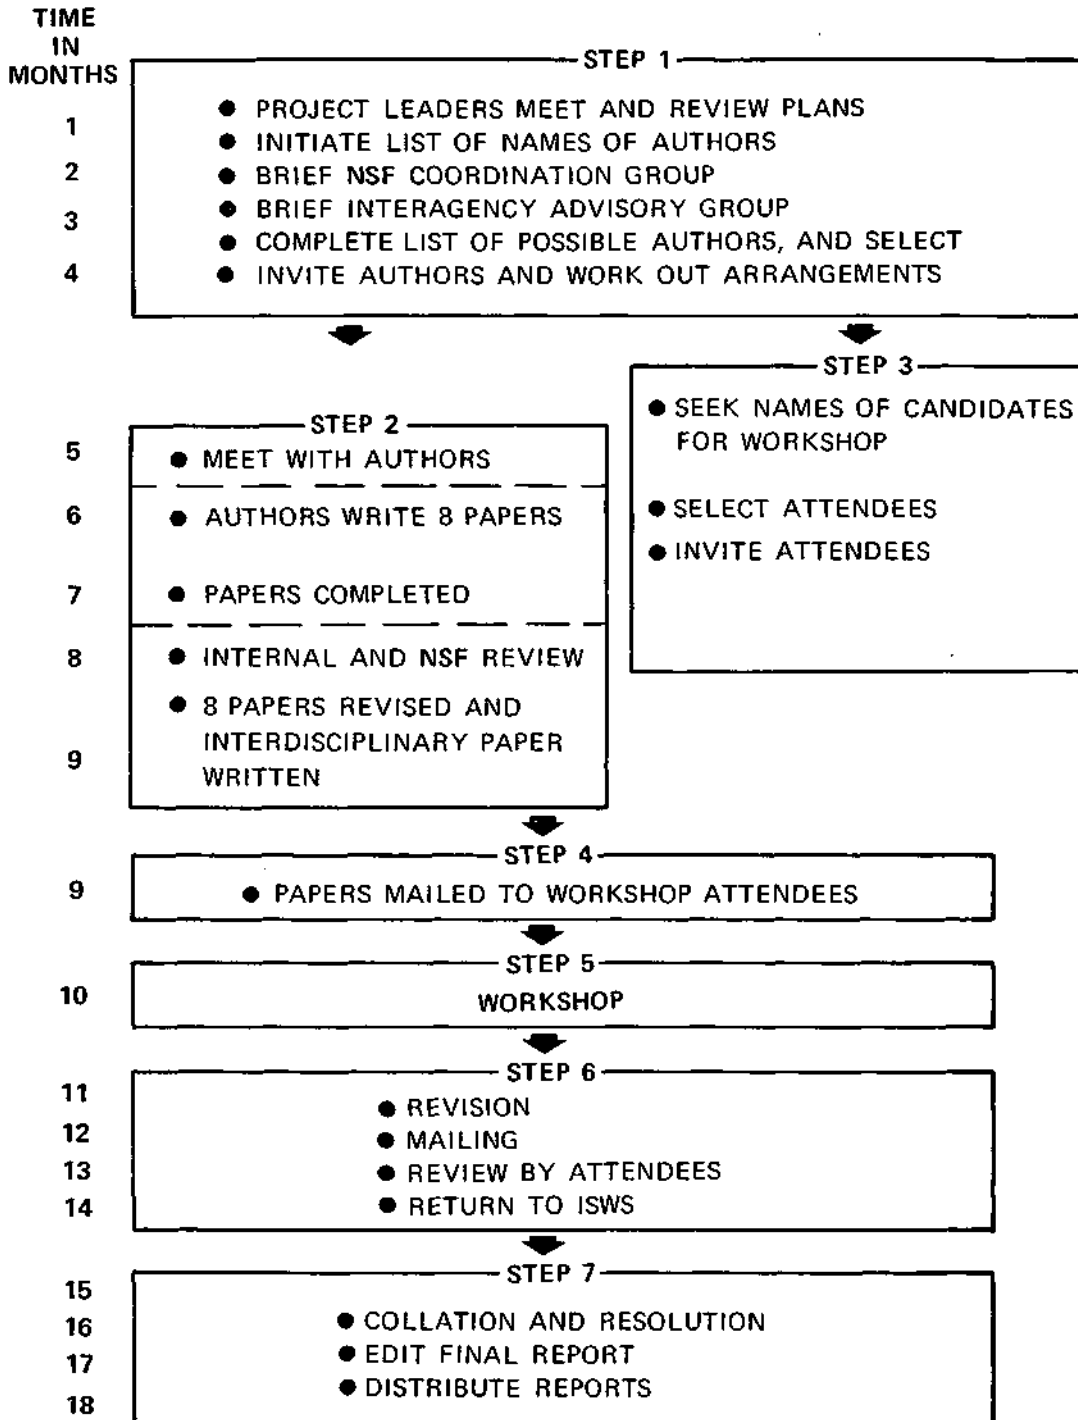 TIME
IN
MONTHS
STEP 1
1
● PROJECT LEADERS MEET AND REVIEW PLANS
● INITIATE LIST OF NAMES OF AUTHORS
2
● BRIEF NSF COORDINATION GROUP
● BRIEF INTERAGENCY ADVISORY GROUP
3
● COMPLETE LIST OF POSSIBLE AUTHORS, AND SELECT
4
● INVITE AUTHORS AND WORK OUT ARRANGEMENTS
STEP 2
5
● MEET WITH AUTHORS
6
● AUTHORS WRITE 8 PAPERS
7
● PAPERS COMPLETED
8
● INTERNAL AND NSF REVIEW
● 8 PAPERS REVISED AND
INTERDISCIPLINARY PAPER
9
WRITTEN
STEP 3
● SEEK NAMES OF CANDIDATES
FOR WORKSHOP
● SELECT ATTENDEES
● INVITE ATTENDEES
STEP 4
9
● PAPERS MAILED TO WORKSHOP ATTENDEES
STEP 5
10
WORKSHOP
STEP 6
11
● REVISION
12
● MAILING
13
● REVIEW BY ATTENDEES
14
● RETURN TO ISWS
STEP 7
15
16
● COLLATION AND RESOLUTION
17
● EDIT FINAL REPORT
● DISTRIBUTE REPORTS
18